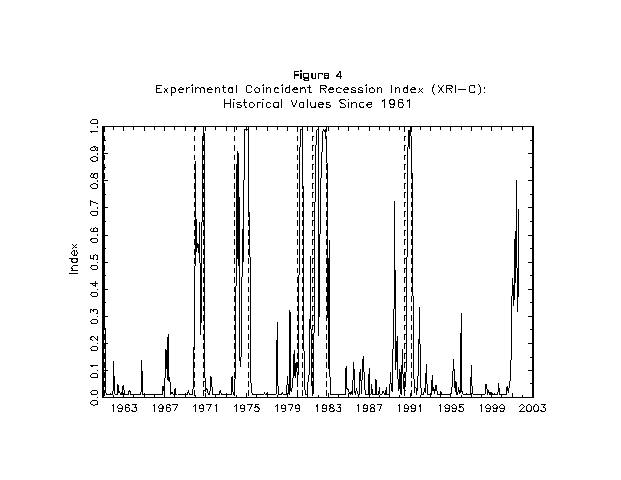 Figure 4
Experimental Coincident Recession Index (XRI-C):
Historical Values Since 1961
1.0
0.9
0.8
0.7
0.6
0.5
0.4
0.3
0.2
0.1
0.0
Index
1963 1967 1971 1975 1979 1983 1987 1991 1995 1999 2003